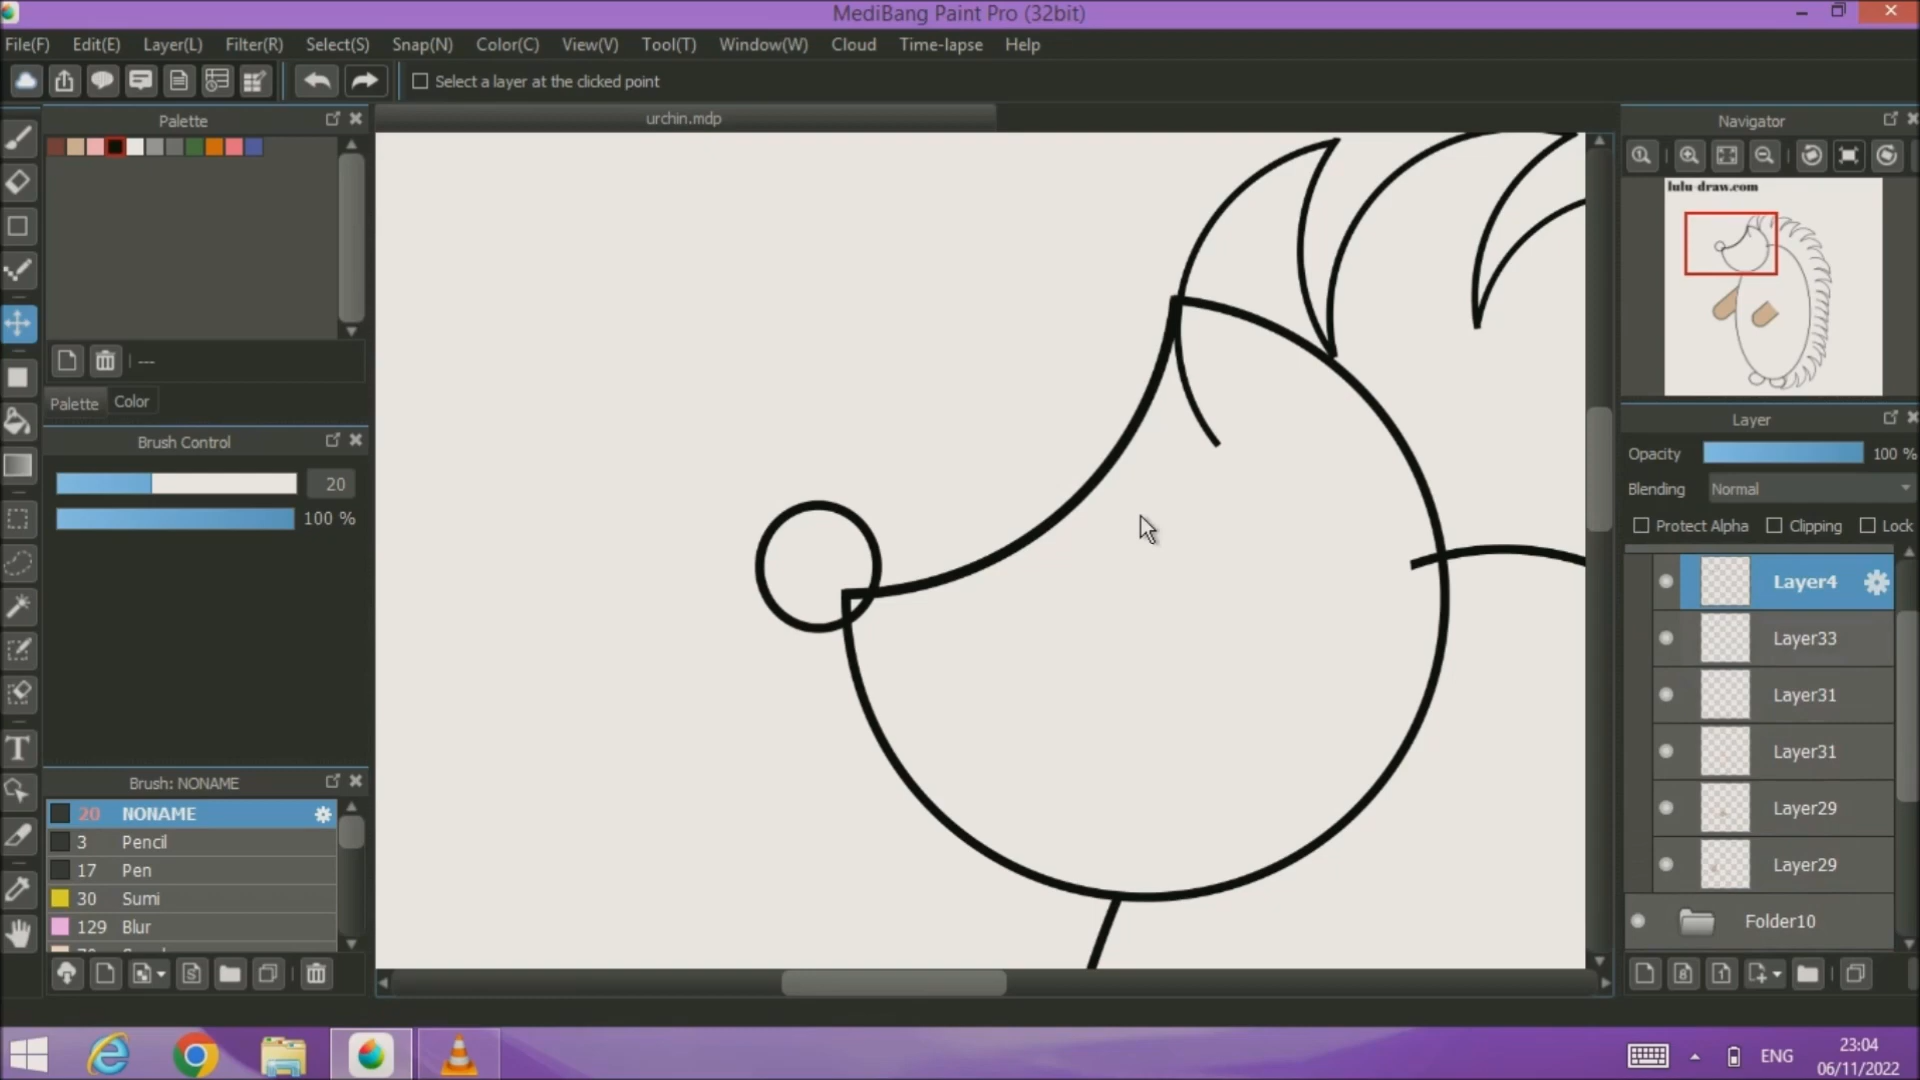 MediBang Paint Pro (32bit)
File(F) Edit(E) Layer(L) Filter(R) Select(S) Snap(N) Color(C) View(V) Tool(T) Window(W) Cloud Time-lapse Help
Select a layer at the clicked point
Palette
urchin.mdp
Navigator
lulu-draw.com
---
Palette Color
Brush Control
20
100 %
Layer
Opacity 100 %
Blending Normal
Protect Alpha Clipping Lock
Layer4
Layer33
Layer31
Layer31
Layer29
Layer29
Folder10
Brush: NONAME
20 NONAME
3 Pencil
17 Pen
30 Sumi
129 Blur
ENG
23:04
06/11/2022